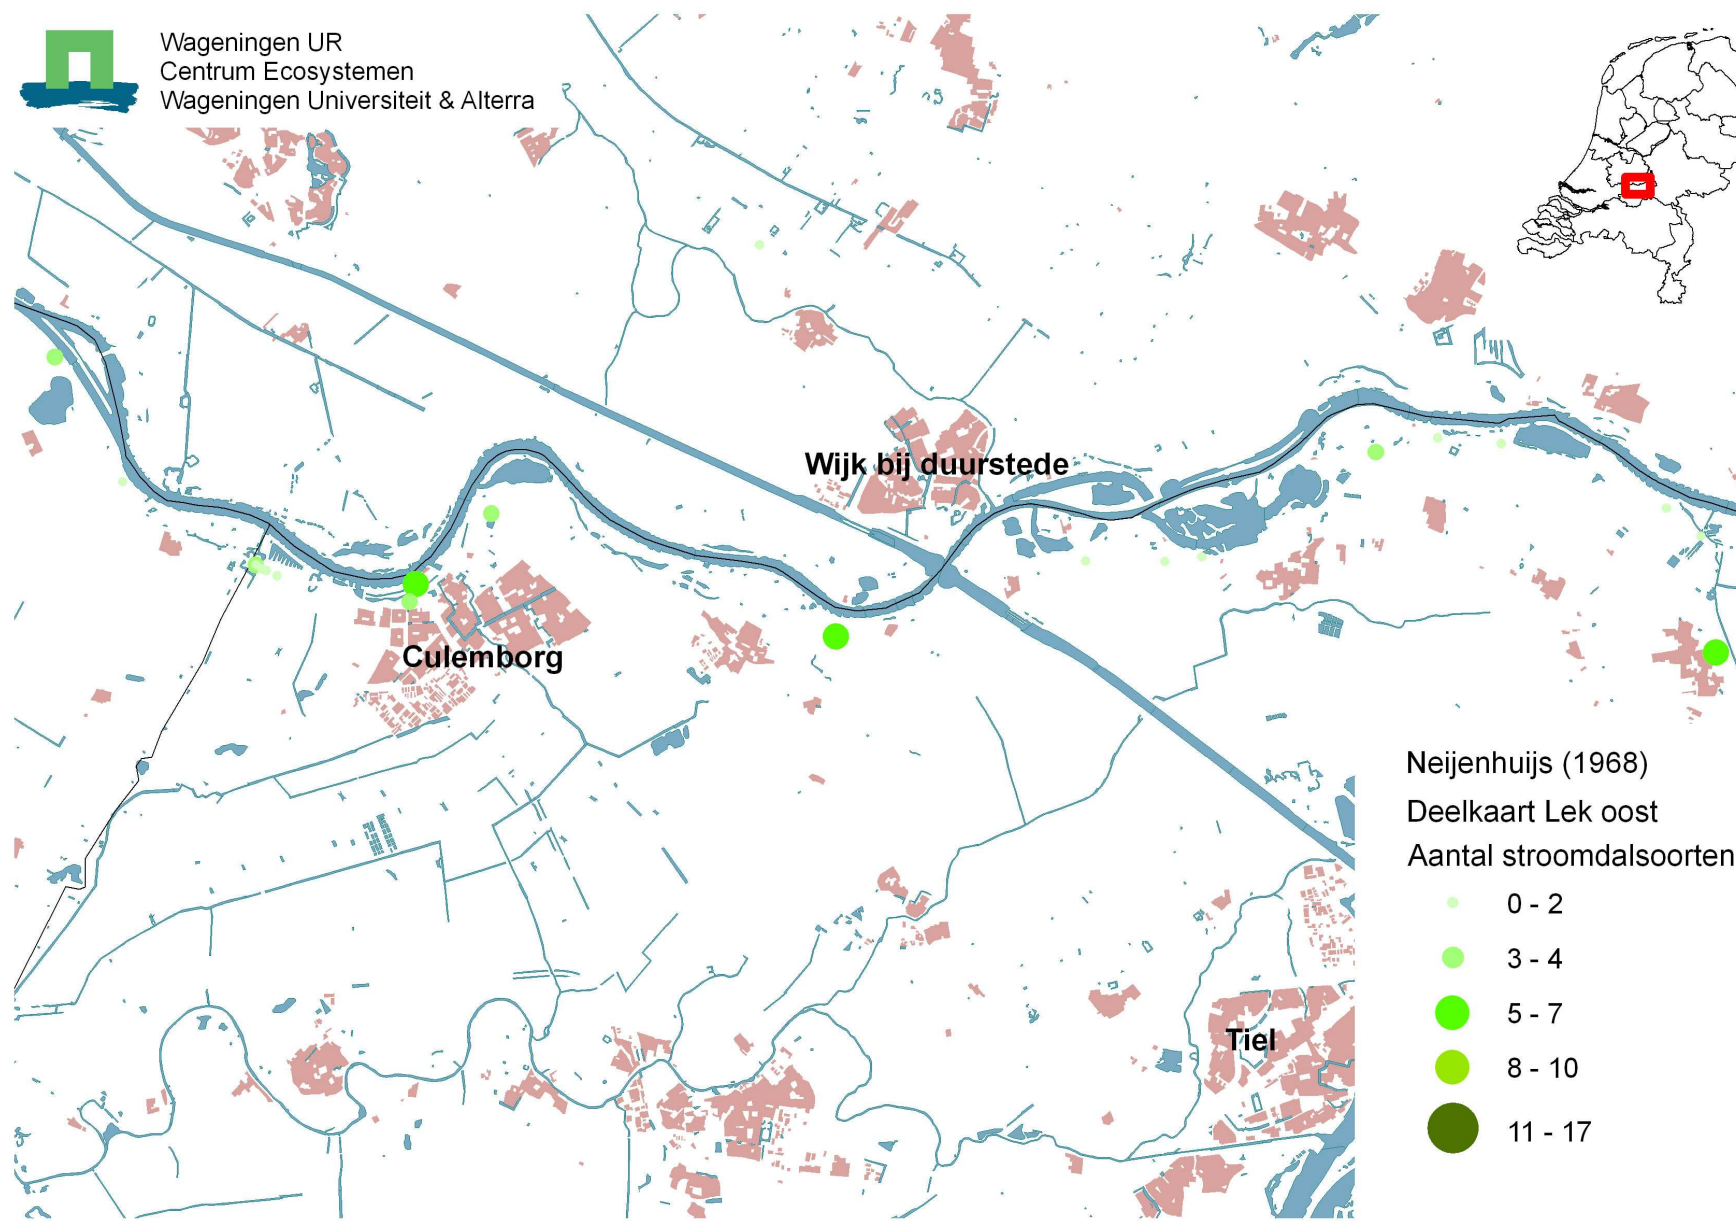 Wageningen UR
Centrum Ecosystemen
Wageningen Universiteit & Alterra
Wijk bij duurstede
Culemborg
Tiel
Neijenhuijs (1968)
Deelkaart Lek oost
Aantal stroomdalsoorten
0 - 2
3 - 4
5 - 7
8 - 10
11 - 17